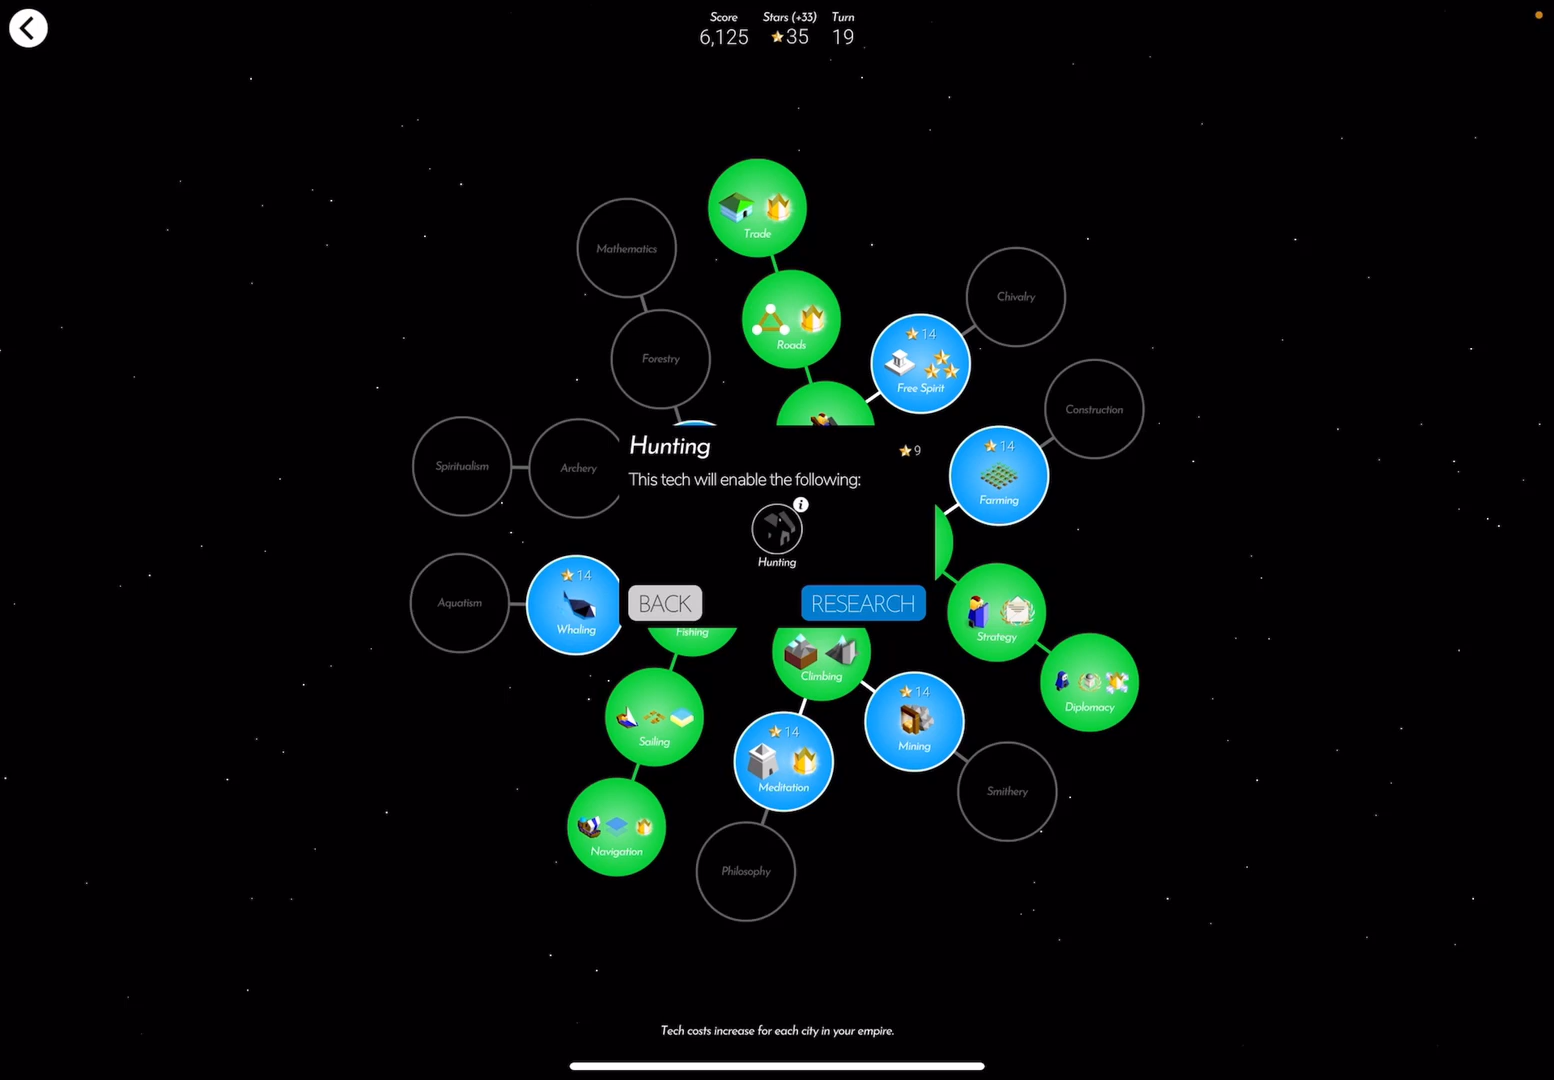 Score
6,125
Stars (+33)
35
Turn
19
Trade
Mathematics
Chivalry
Roads
14
Free Spirit
Forestry
Construction
14
Farming
Spiritualism
Archery
Hunting
9
This tech will enable the following:
i
Hunting
BACK
RESEARCH
Aquatism
14
Whaling
Fishing
Strategy
Climbing
Diplomacy
14
Mining
Sailing
14
Meditation
Smithery
Navigation
Philosophy
Tech costs increase for each city in your empire.